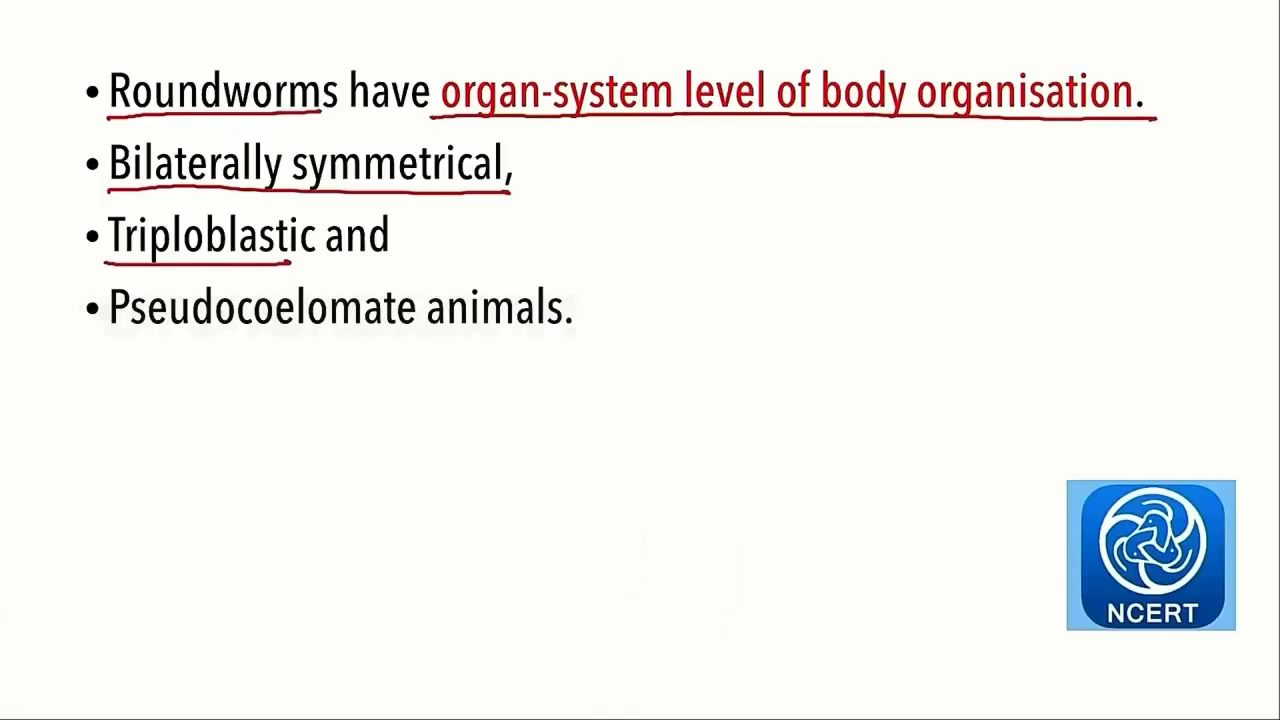 • Roundworms have organ-system level of body organisation.
• Bilaterally symmetrical,
• Triploblastic and
• Pseudocoelomate animals.
NCERT